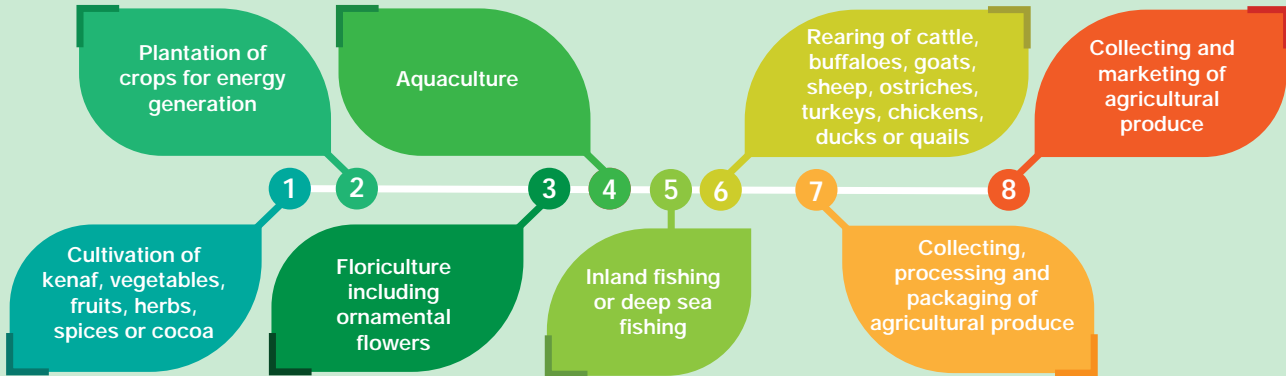 Plantation of
crops for energy
generation
Aquaculture
Rearing of cattle,
buffaloes, goats,
sheep, ostriches,
turkeys, chickens,
ducks or quails
Collecting and
marketing of
agricultural
produce
1
2
3
4
5
6
7
8
Cultivation of
kenaf, vegetables,
fruits, herbs,
spices or cocoa
Floriculture
including
ornamental
flowers
Inland fishing
or deep sea
fishing
Collecting,
processing and
packaging of
agricultural produce